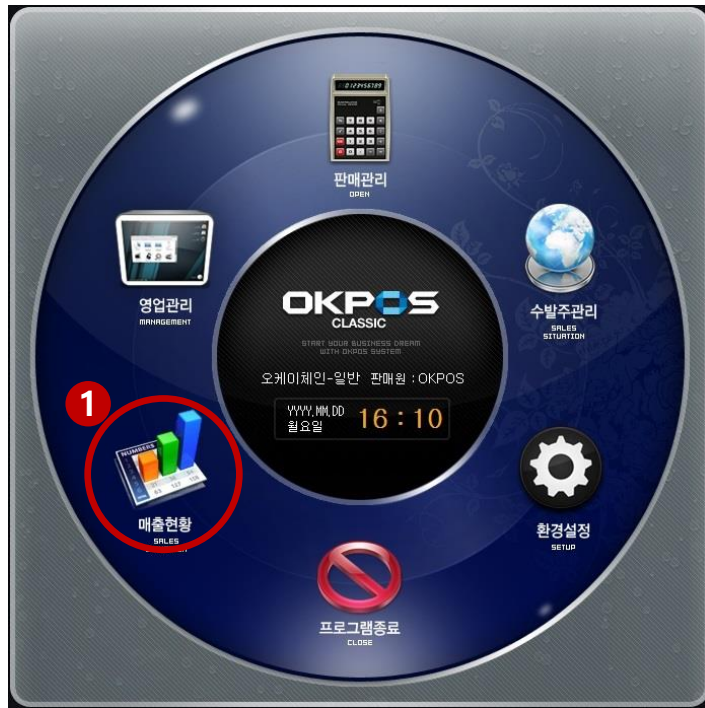 0123456789
판매관리
OPEN
영업관리
MANAGEMENT
수발주관리
SALES
SITUATION
OKPOS
CLASSIC
START YOUR BUSINESS DREAM
WITH OKPOS SYSTEM
오케이체인-일반 판매원 : OKPOS
YYYY.MM.DD
월요일
16 : 10
1
NUMBERS
매출현황
SALES
환경설정
SETUP
프로그램종료
CLOSE